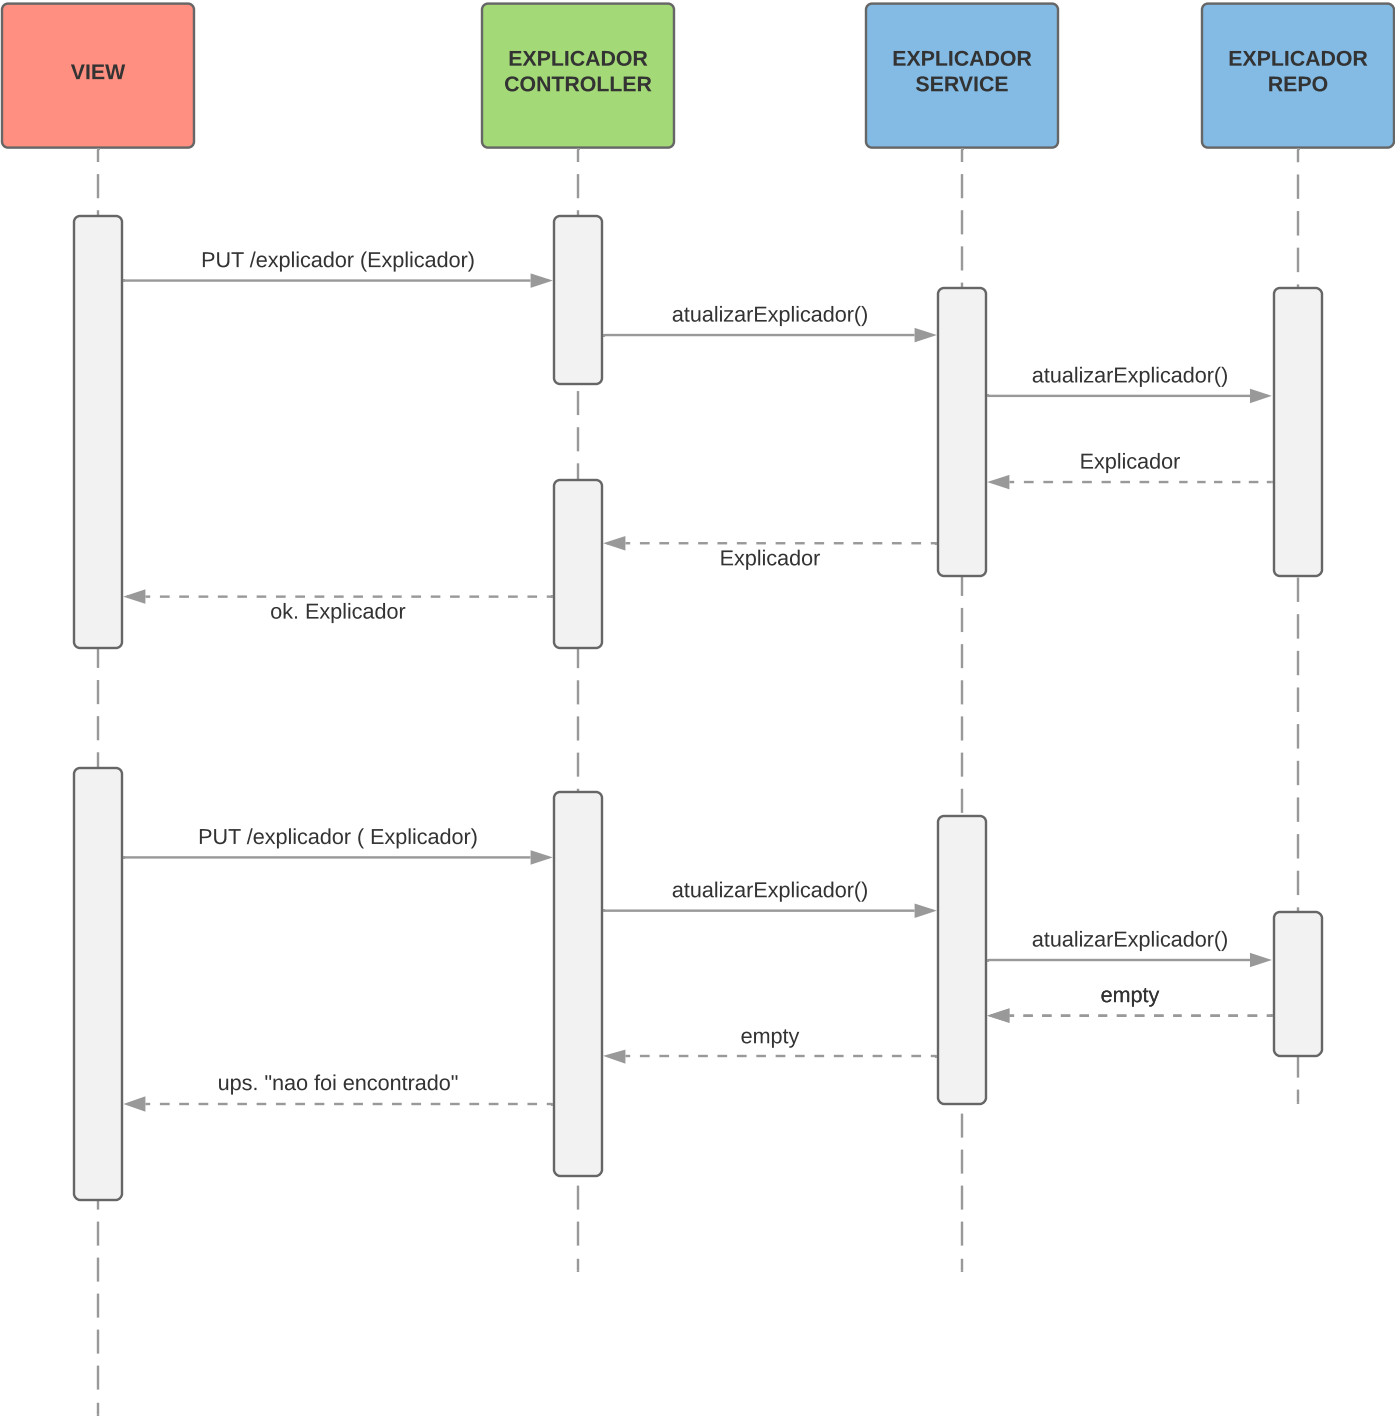 VIEW
EXPLICADOR
CONTROLLER
EXPLICADOR
SERVICE
EXPLICADOR
REPO
PUT /explicador (Explicador)
atualizarExplicador()
atualizarExplicador()
Explicador
Explicador
ok. Explicador
PUT /explicador ( Explicador)
atualizarExplicador()
atualizarExplicador()
empty
empty
ups. "nao foi encontrado"